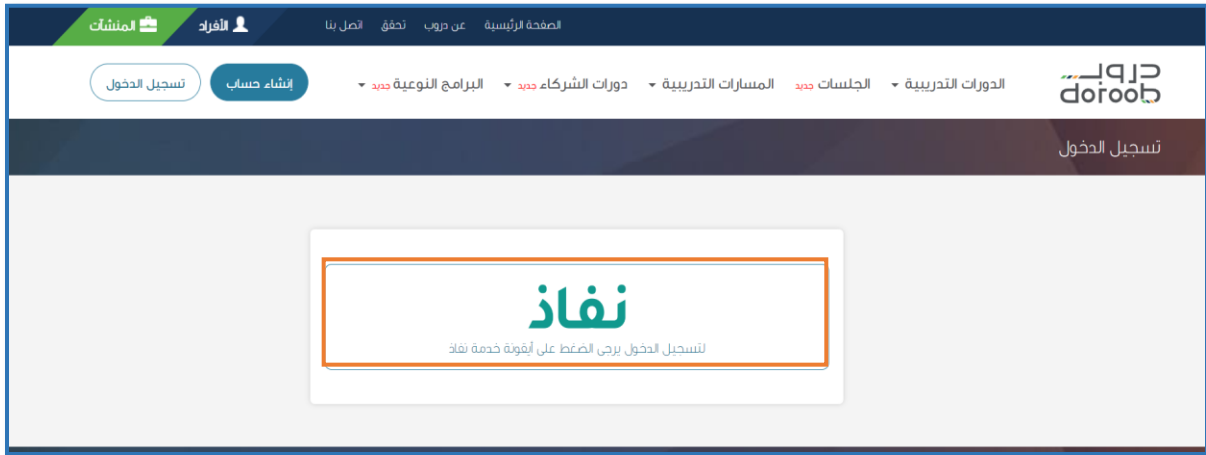 الصفحة الرئيسية عن دروب تحقق اتصل بنا الأفراد المنشآت
دروب doroob الدورات التدريبية الجلسات جديد المسارات التدريبية دورات الشركاء جديد البرامج النوعية جديد إنشاء حساب تسجيل الدخول
تسجيل الدخول
نفاذ
لتسجيل الدخول يرجى الضغط على أيقونة خدمة نفاذ